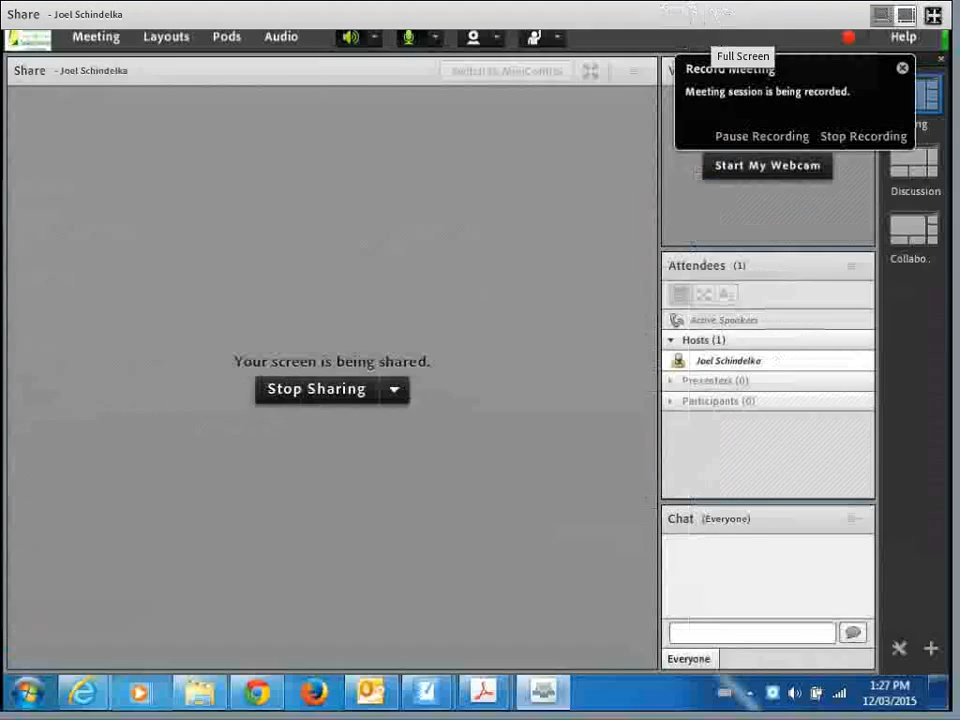 Share - Joel Schindelka
Meeting Layouts Pods Audio Help
Full Screen
Share - Joel Schindelka
Record Meeting
Meeting session is being recorded.
Pause Recording Stop Recording
Start My Webcam
Discussion
Attendees (1)
Collabo..
Active Speakers
Hosts (1)
Joel Schindelka
Presenters (0)
Participants (0)
Your screen is being shared.
Stop Sharing
Chat (Everyone)
Everyone
1:27 PM
12/03/2015